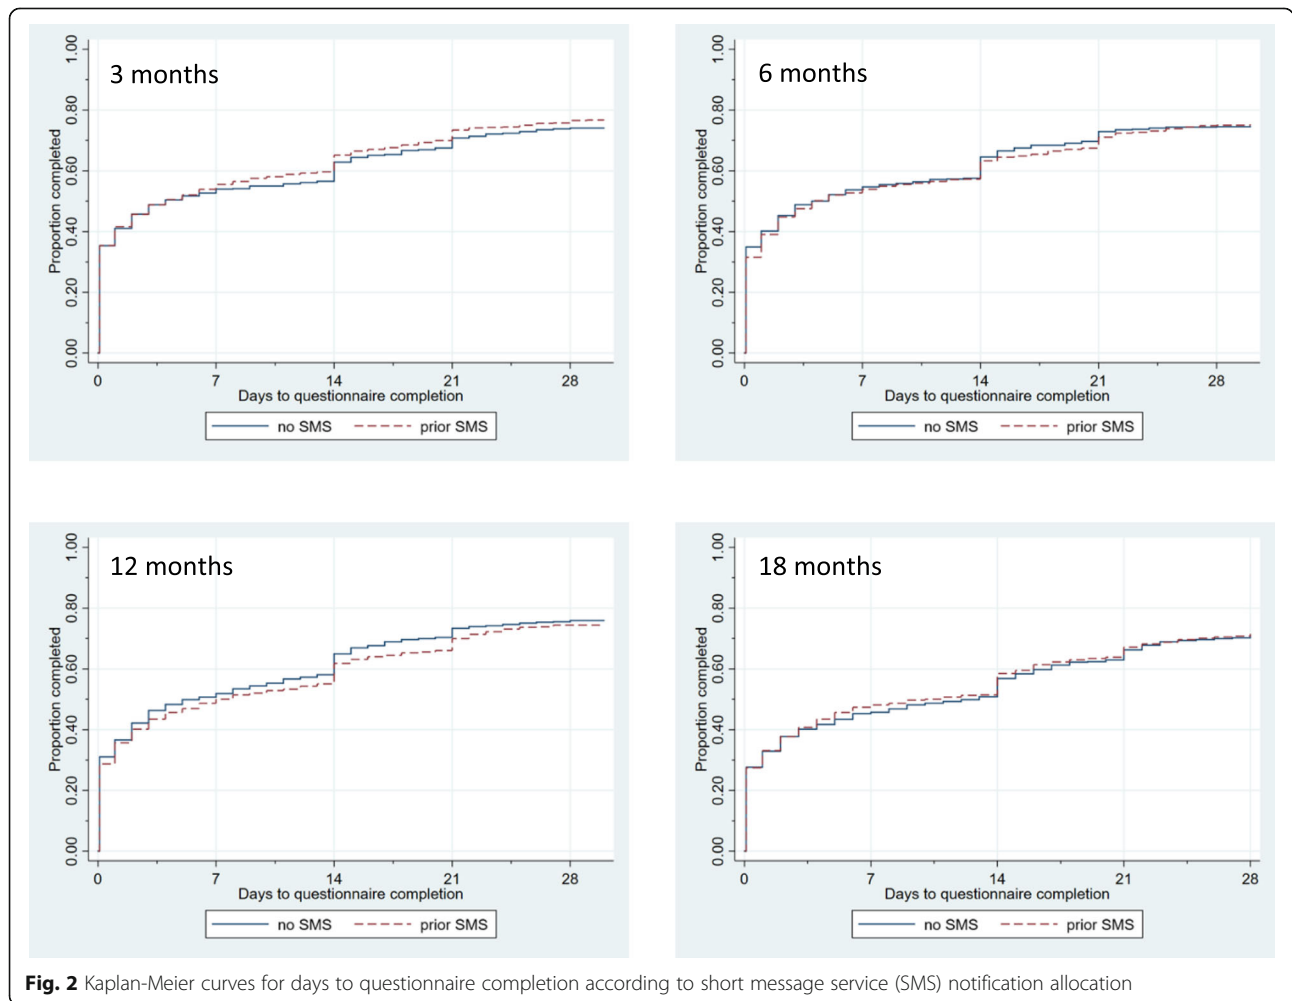 3 months
Proportion completed
1.00
0.80
0.60
0.40
0.20
0.00
0 7 14 21 28
Days to questionnaire completion
no SMS prior SMS
6 months
Proportion completed
1.00
0.80
0.60
0.40
0.20
0.00
0 7 14 21 28
Days to questionnaire completion
no SMS prior SMS
12 months
Proportion completed
1.00
0.80
0.60
0.40
0.20
0.00
0 7 14 21 28
Days to questionnaire completion
no SMS prior SMS
18 months
Proportion completed
1.00
0.80
0.60
0.40
0.20
0.00
0 7 14 21 28
Days to questionnaire completion
no SMS prior SMS
Fig. 2 Kaplan-Meier curves for days to questionnaire completion according to short message service (SMS) notification allocation